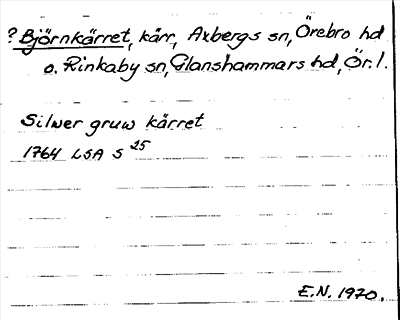 ? Björnkärret, kärr, Axbergs sn, Örebro hd
o. Rinkaby sn, Glanshammars hd, Ör. l.
Silwer gruw kärret
1764 LSA S 25
E.N. 1970.